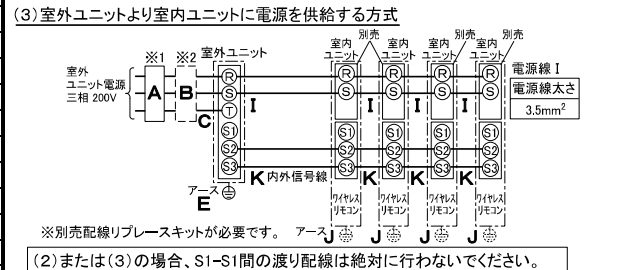 (3)室外ユニットより室内ユニットに電源を供給する方式
※1 ※2 室外ユニット
室外
ユニット電源
三相 200V
A B C
R
S
T
S1
S2
S3
アース
E
別売 別売 別売
室内
ユニット
室内
ユニット
室内
ユニット
室内
ユニット
R R R R
S S S S
I I I I
S1 S1 S1 S1
S2 S2 S2 S2
S3 S3 S3 S3
K 内外信号線 K K K
ワイヤレス
リモコン
ワイヤレス
リモコン
ワイヤレス
リモコン
ワイヤレス
リモコン
電源線 I
電源線太さ
3.5mm²
※別売配線リプレースキットが必要です。 アース J J J J
(2)または(3)の場合、S1-S1間の渡り配線は絶対に行わないでください。